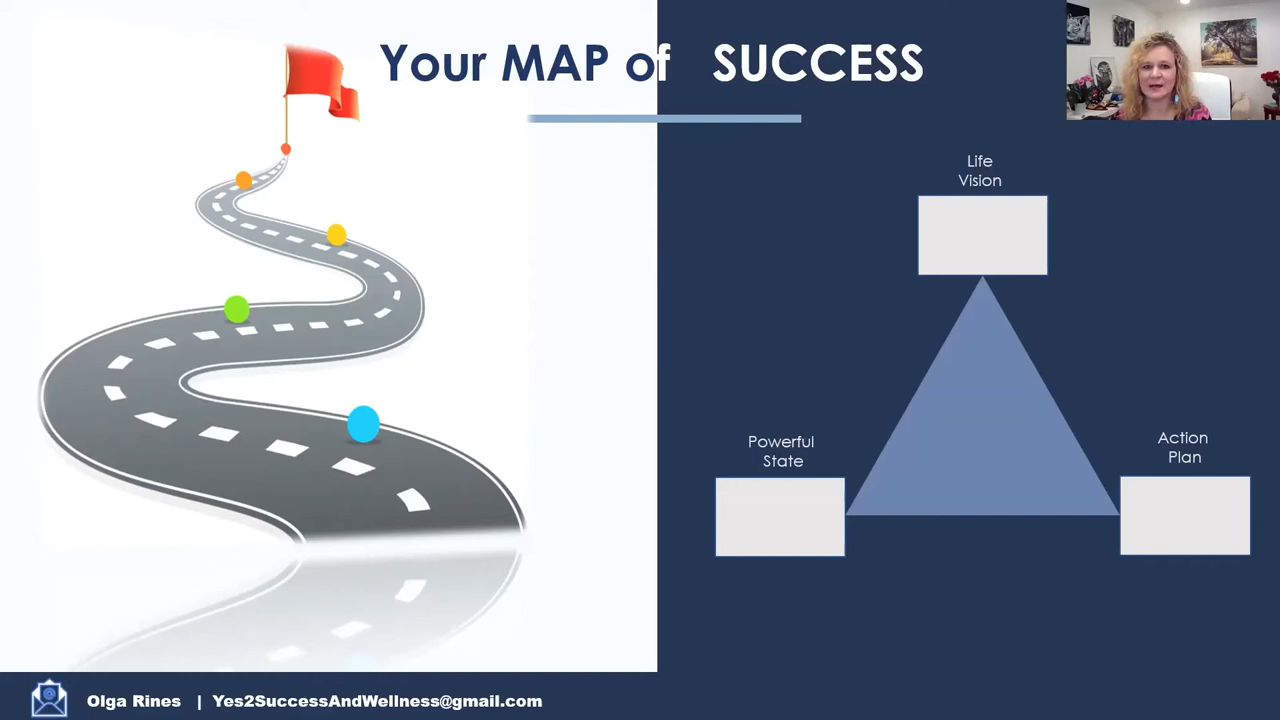 Your MAP of SUCCESS
Life
Vision
Powerful
State
Action
Plan
Olga Rines | Yes2SuccessAndWellness@gmail.com